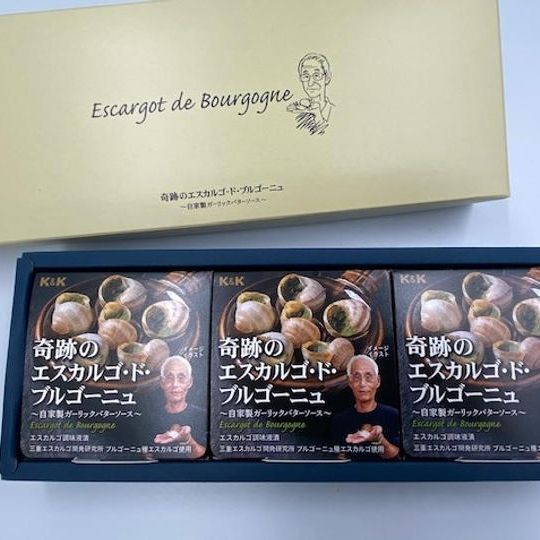 Escargot de Bourgogne
奇跡のエスカルゴ・ド・ブルゴーニュ
～自家製ガーリックバターソース～
K&K
奇跡の
エスカルゴ・ド・
ブルゴーニュ
～自家製ガーリックバターソース～
Escargot de Bourgogne
エスカルゴ調味液漬
三重エスカルゴ開発研究所 ブルゴーニュ種エスカルゴ使用
イメージ
イラスト
K&K
奇跡の
エスカルゴ・ド・
ブルゴーニュ
～自家製ガーリックバターソース～
Escargot de Bourgogne
エスカルゴ調味液漬
三重エスカルゴ開発研究所 ブルゴーニュ種エスカルゴ使用
イメージ
イラスト
K&K
奇跡の
エスカルゴ・ド・
ブルゴーニュ
～自家製ガーリックバターソース～
Escargot de Bourgogne
エスカルゴ調味液漬
三重エスカルゴ開発研究所 ブルゴーニュ種エスカ